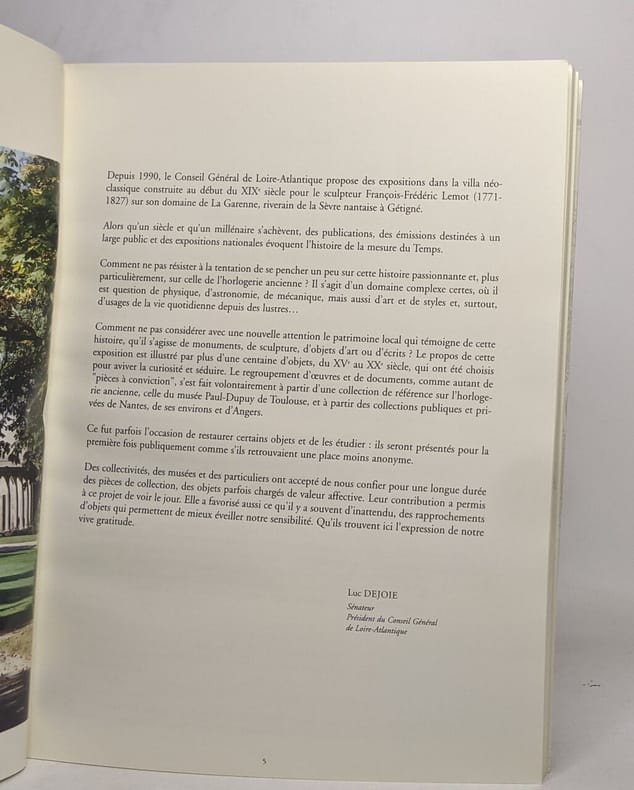 Depuis 1990, le Conseil Général de Loire-Atlantique propose des expositions dans la villa néo-
classique construite au début du XIXe siècle pour le sculpteur François-Frédéric Lemot (1771-
1827) sur son domaine de La Garenne, riverain de la Sèvre nantaise à Gétigné.
Alors qu'un siècle et qu'un millénaire s'achèvent, des publications, des émissions destinées à un
large public et des expositions nationales évoquent l'histoire de la mesure du Temps.
Comment ne pas résister à la tentation de se pencher un peu sur cette histoire passionnante et, plus
particulièrement, sur celle de l'horlogerie ancienne ? Il s'agit d'un domaine complexe certes, où il
est question de physique, d'astronomie, de mécanique, mais aussi d'art et de styles et, surtout,
d'usages de la vie quotidienne depuis des lustres...
Comment ne pas considérer avec une nouvelle attention le patrimoine local qui témoigne de cette
histoire, qu'il s'agisse de monuments, de sculpture, d'objets d'art ou d'écrits ? Le propos de cette
exposition est illustré par plus d'une centaine d'objets, du XVe au XXe siècle, qui ont été choisis
pour aviver la curiosité et séduire. Le regroupement d'œuvres et de documents, comme autant de
"pièces à conviction", s'est fait volontairement à partir d'une collection de référence sur l'horloge-
rie ancienne, celle du musée Paul-Dupuy de Toulouse, et à partir des collections publiques et pri-
vées de Nantes, de ses environs et d'Angers.
Ce fut parfois l'occasion de restaurer certains objets et de les étudier : ils seront présentés pour la
première fois publiquement comme s'ils retrouvaient une place moins anonyme.
Des collectivités, des musées et des particuliers ont accepté de nous confier pour une longue durée
des pièces de collection, des objets parfois chargés de valeur affective. Leur contribution a permis
à ce projet de voir le jour. Elle a favorisé aussi ce qu'il y a souvent d'inattendu, des rapprochements
d'objets qui permettent de mieux éveiller notre sensibilité. Qu'ils trouvent ici l'expression de notre
vive gratitude.
Luc DEJOIE
Sénateur
Président du Conseil Général
de Loire-Atlantique
5